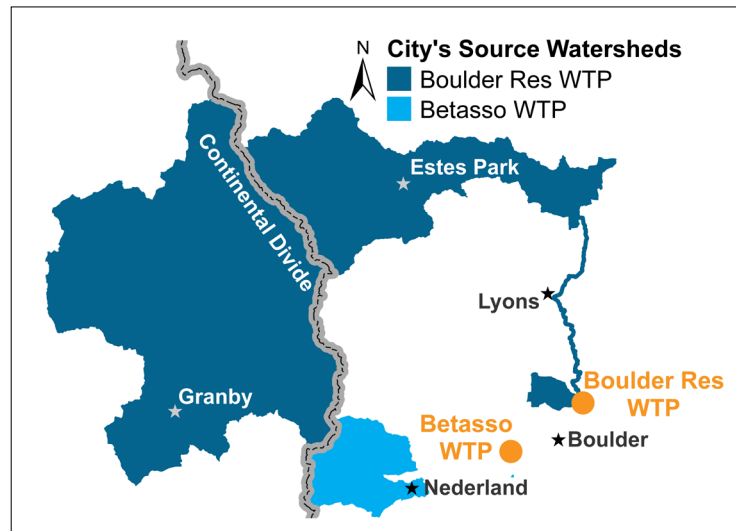 N
City's Source Watersheds
Boulder Res WTP
Betasso WTP
Continental Divide
Estes Park
Lyons
Granby
Boulder Res
WTP
Betasso
WTP
Boulder
Nederland